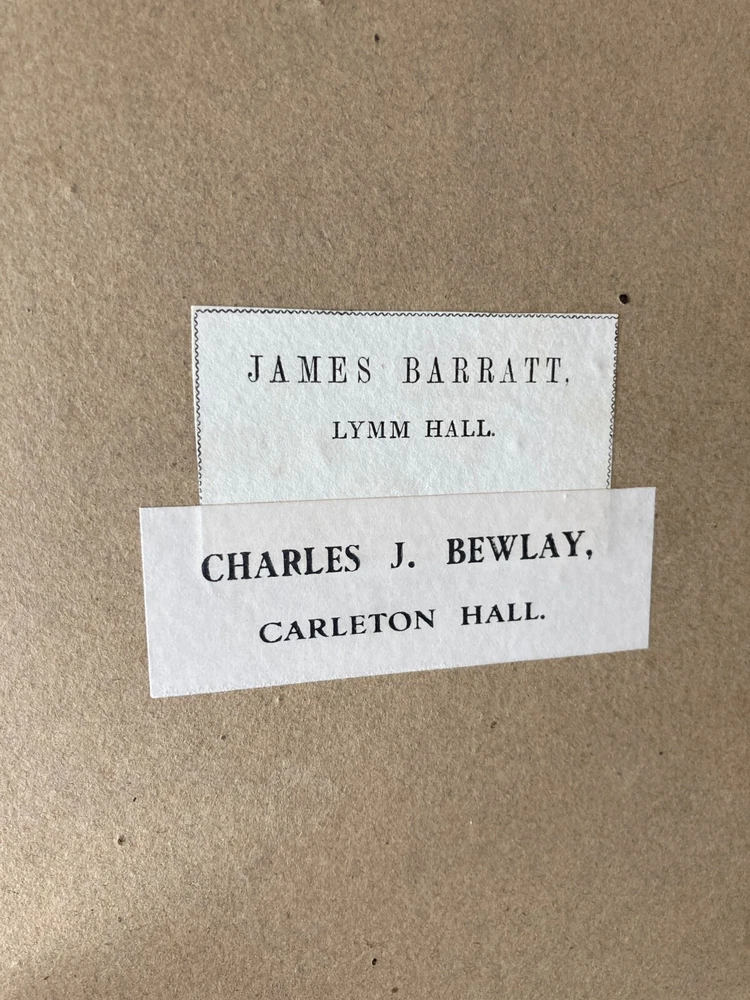 JAMES BARRATT.
LYMM HALL.
CHARLES J. BEWLAY,
CARLETON HALL.